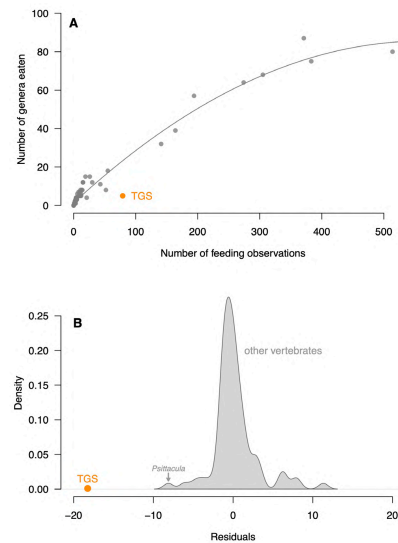 A
100
80
60
40
20
0
Number of genera eaten
TGS
0 100 200 300 400 500
Number of feeding observations
B
0.25
0.20
0.15
0.10
0.05
0.00
Density
other vertebrates
Psittacula
TGS
−20 −10 0 10 20
Residuals